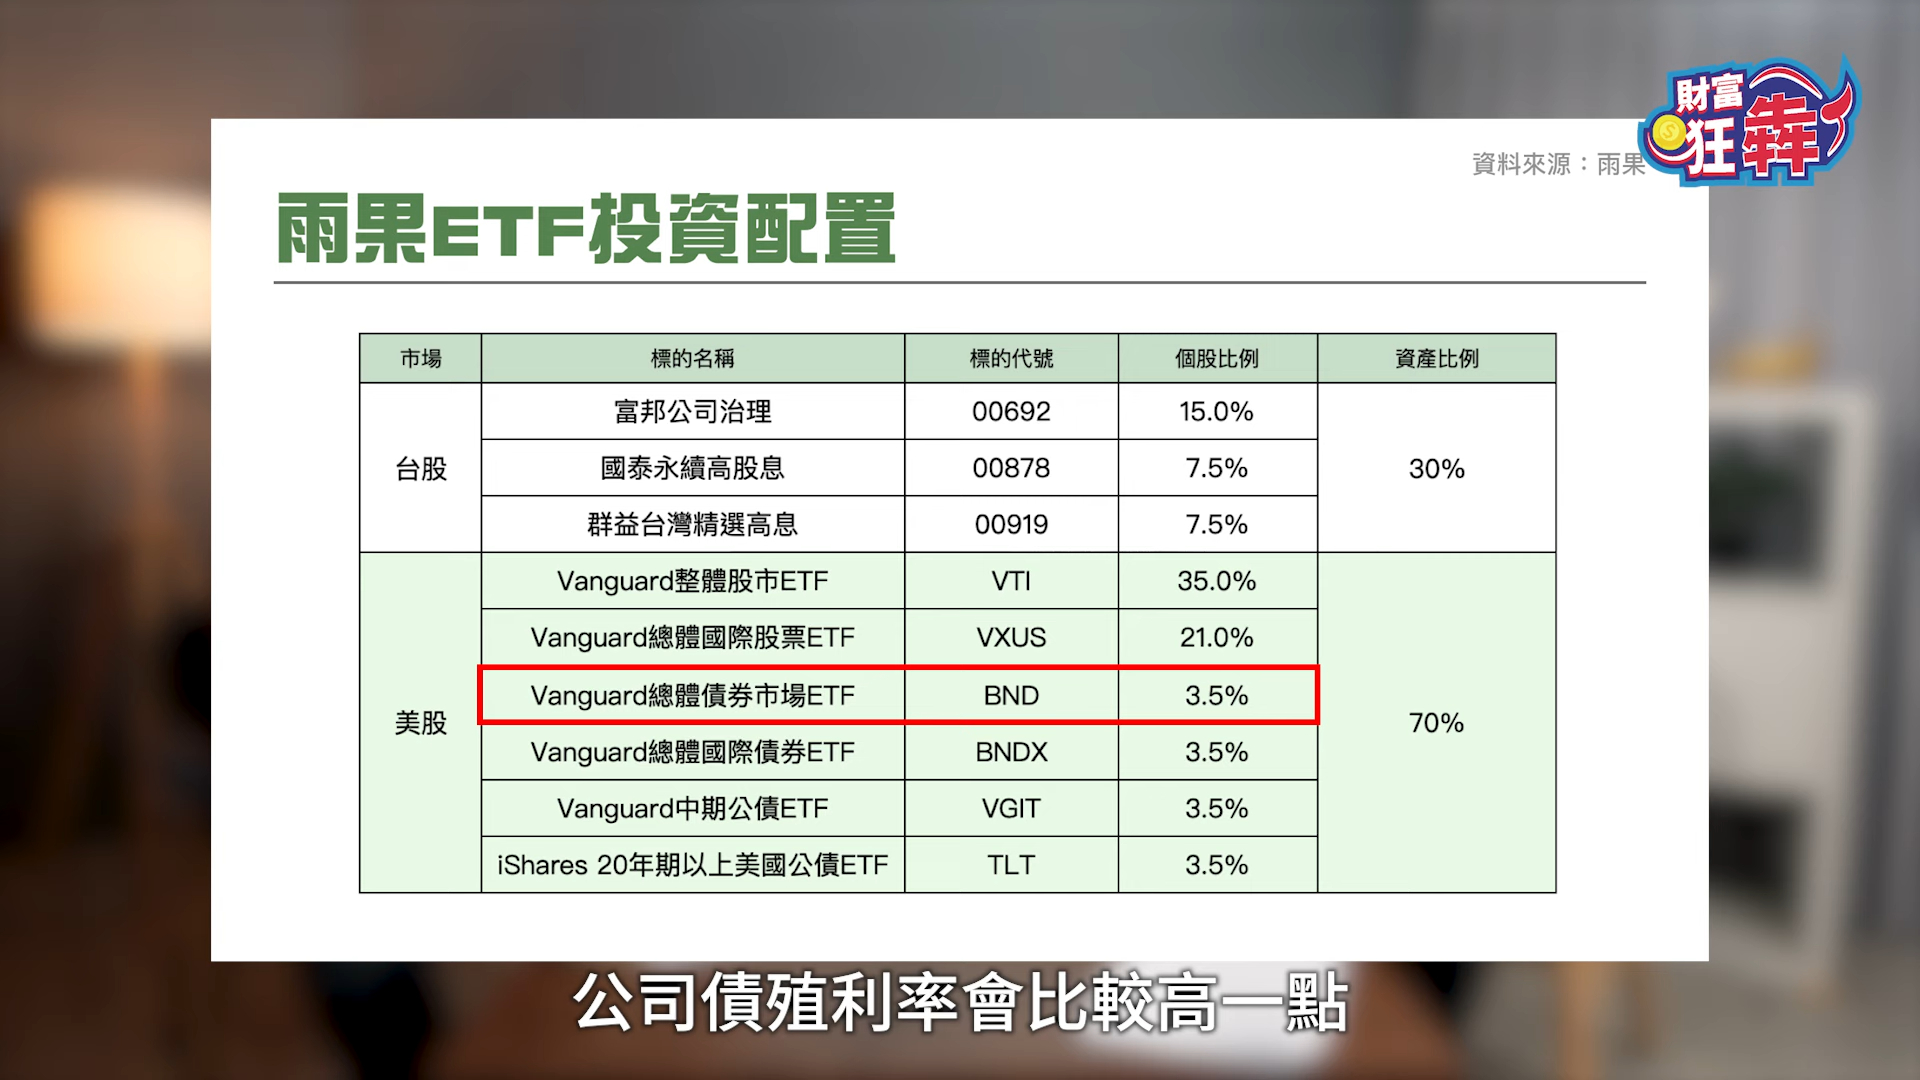 財富
狂犇
資料來源：雨果
雨果ETF投資配置
市場 標的名稱 標的代號 個股比例 資產比例
台股 富邦公司治理 00692 15.0% 30%
國泰永續高股息 00878 7.5%
群益台灣精選高息 00919 7.5%
美股 Vanguard整體股市ETF VTI 35.0% 70%
Vanguard總體國際股票ETF VXUS 21.0%
Vanguard總體債券市場ETF BND 3.5%
Vanguard總體國際債券ETF BNDX 3.5%
Vanguard中期公債ETF VGIT 3.5%
iShares 20年期以上美國公債ETF TLT 3.5%
公司債殖利率會比較高一點